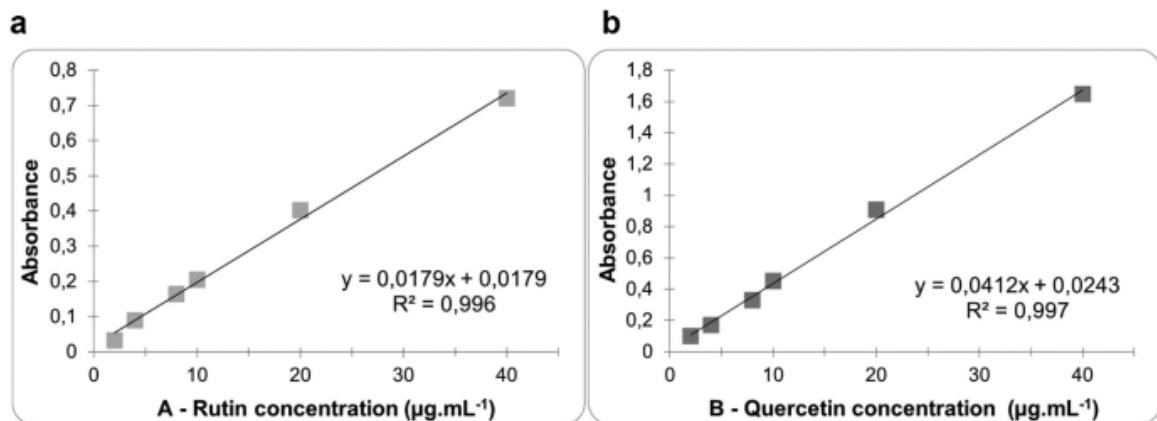 a
0,8
0,7
0,6
0,5
0,4
0,3
0,2
0,1
0
Absorbance
y = 0,0179x + 0,0179
R² = 0,996
0 10 20 30 40
A - Rutin concentration (µg.mL⁻¹)
b
1,8
1,6
1,4
1,2
1
0,8
0,6
0,4
0,2
0
Absorbance
y = 0,0412x + 0,0243
R² = 0,997
0 10 20 30 40
B - Quercetin concentration (µg.mL⁻¹)